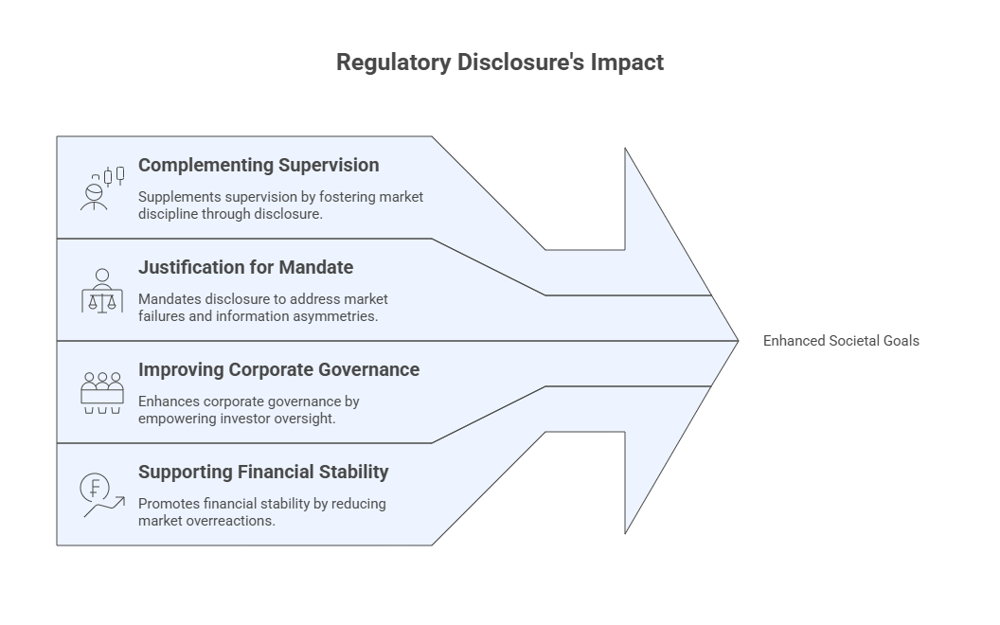 Regulatory Disclosure's Impact
Complementing Supervision
Supplements supervision by fostering market
discipline through disclosure.
Justification for Mandate
Mandates disclosure to address market
failures and information asymmetries.
Improving Corporate Governance
Enhances corporate governance by
empowering investor oversight.
Supporting Financial Stability
Promotes financial stability by reducing
market overreactions.
Enhanced Societal Goals